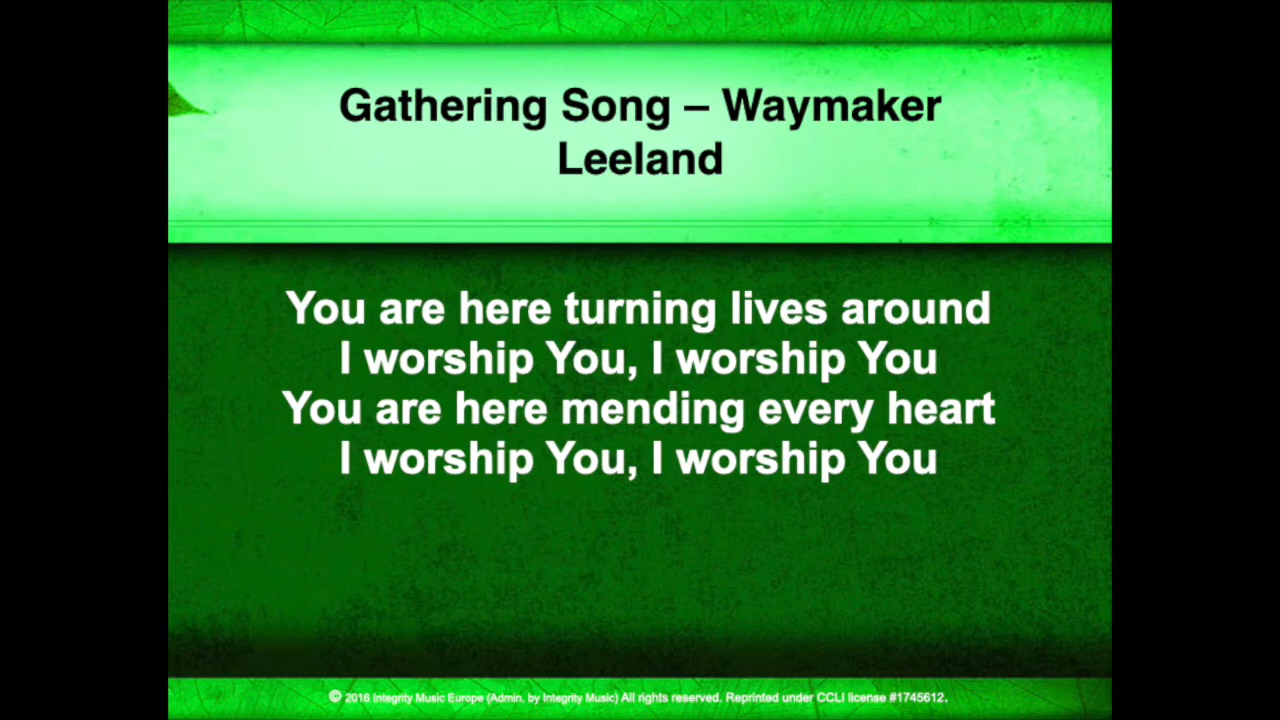 Gathering Song – Waymaker
Leeland
You are here turning lives around
I worship You, I worship You
You are here mending every heart
I worship You, I worship You
© 2016 Integrity Music Europe (Admin. by Integrity Music) All rights reserved. Reprinted under CCLI license #1745612.